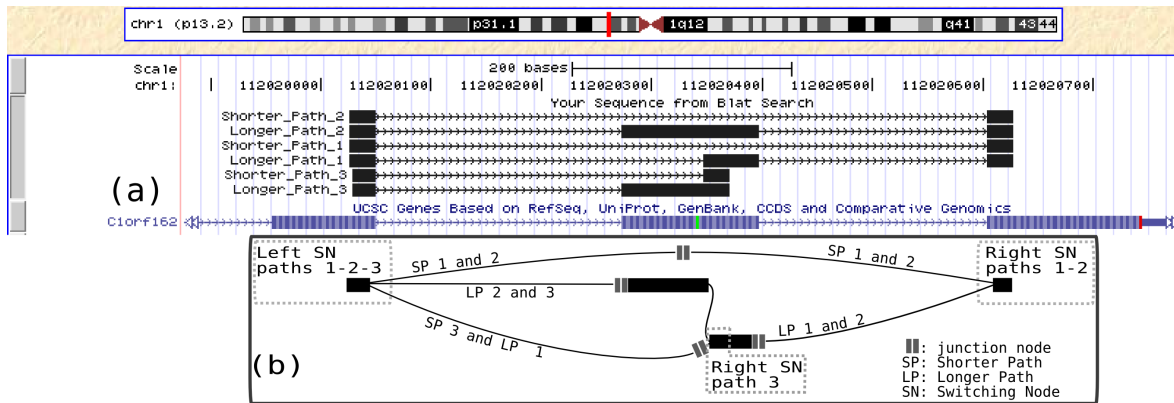 chr1 (p13.2) p31.1 1q12 q41 43 44
Scale 200 bases
chr1: 112020000 112020100 112020200 112020300 112020400 112020500 112020600 112020700
Your Sequence from Blat Search
Shorter_Path_2
Longer_Path_2
Shorter_Path_1
Longer_Path_1
Shorter_Path_3
Longer_Path_3
(a)
UCSC Genes Based on RefSeq, UniProt, GenBank, CCDS and Comparative Genomics
C1orf162
Left SN
paths 1-2-3
SP 1 and 2
SP 1 and 2
Right SN
paths 1-2
LP 2 and 3
SP 3 and LP 1
LP 1 and 2
(b)
Right SN
path 3
: junction node
SP: Shorter Path
LP: Longer Path
SN: Switching Node